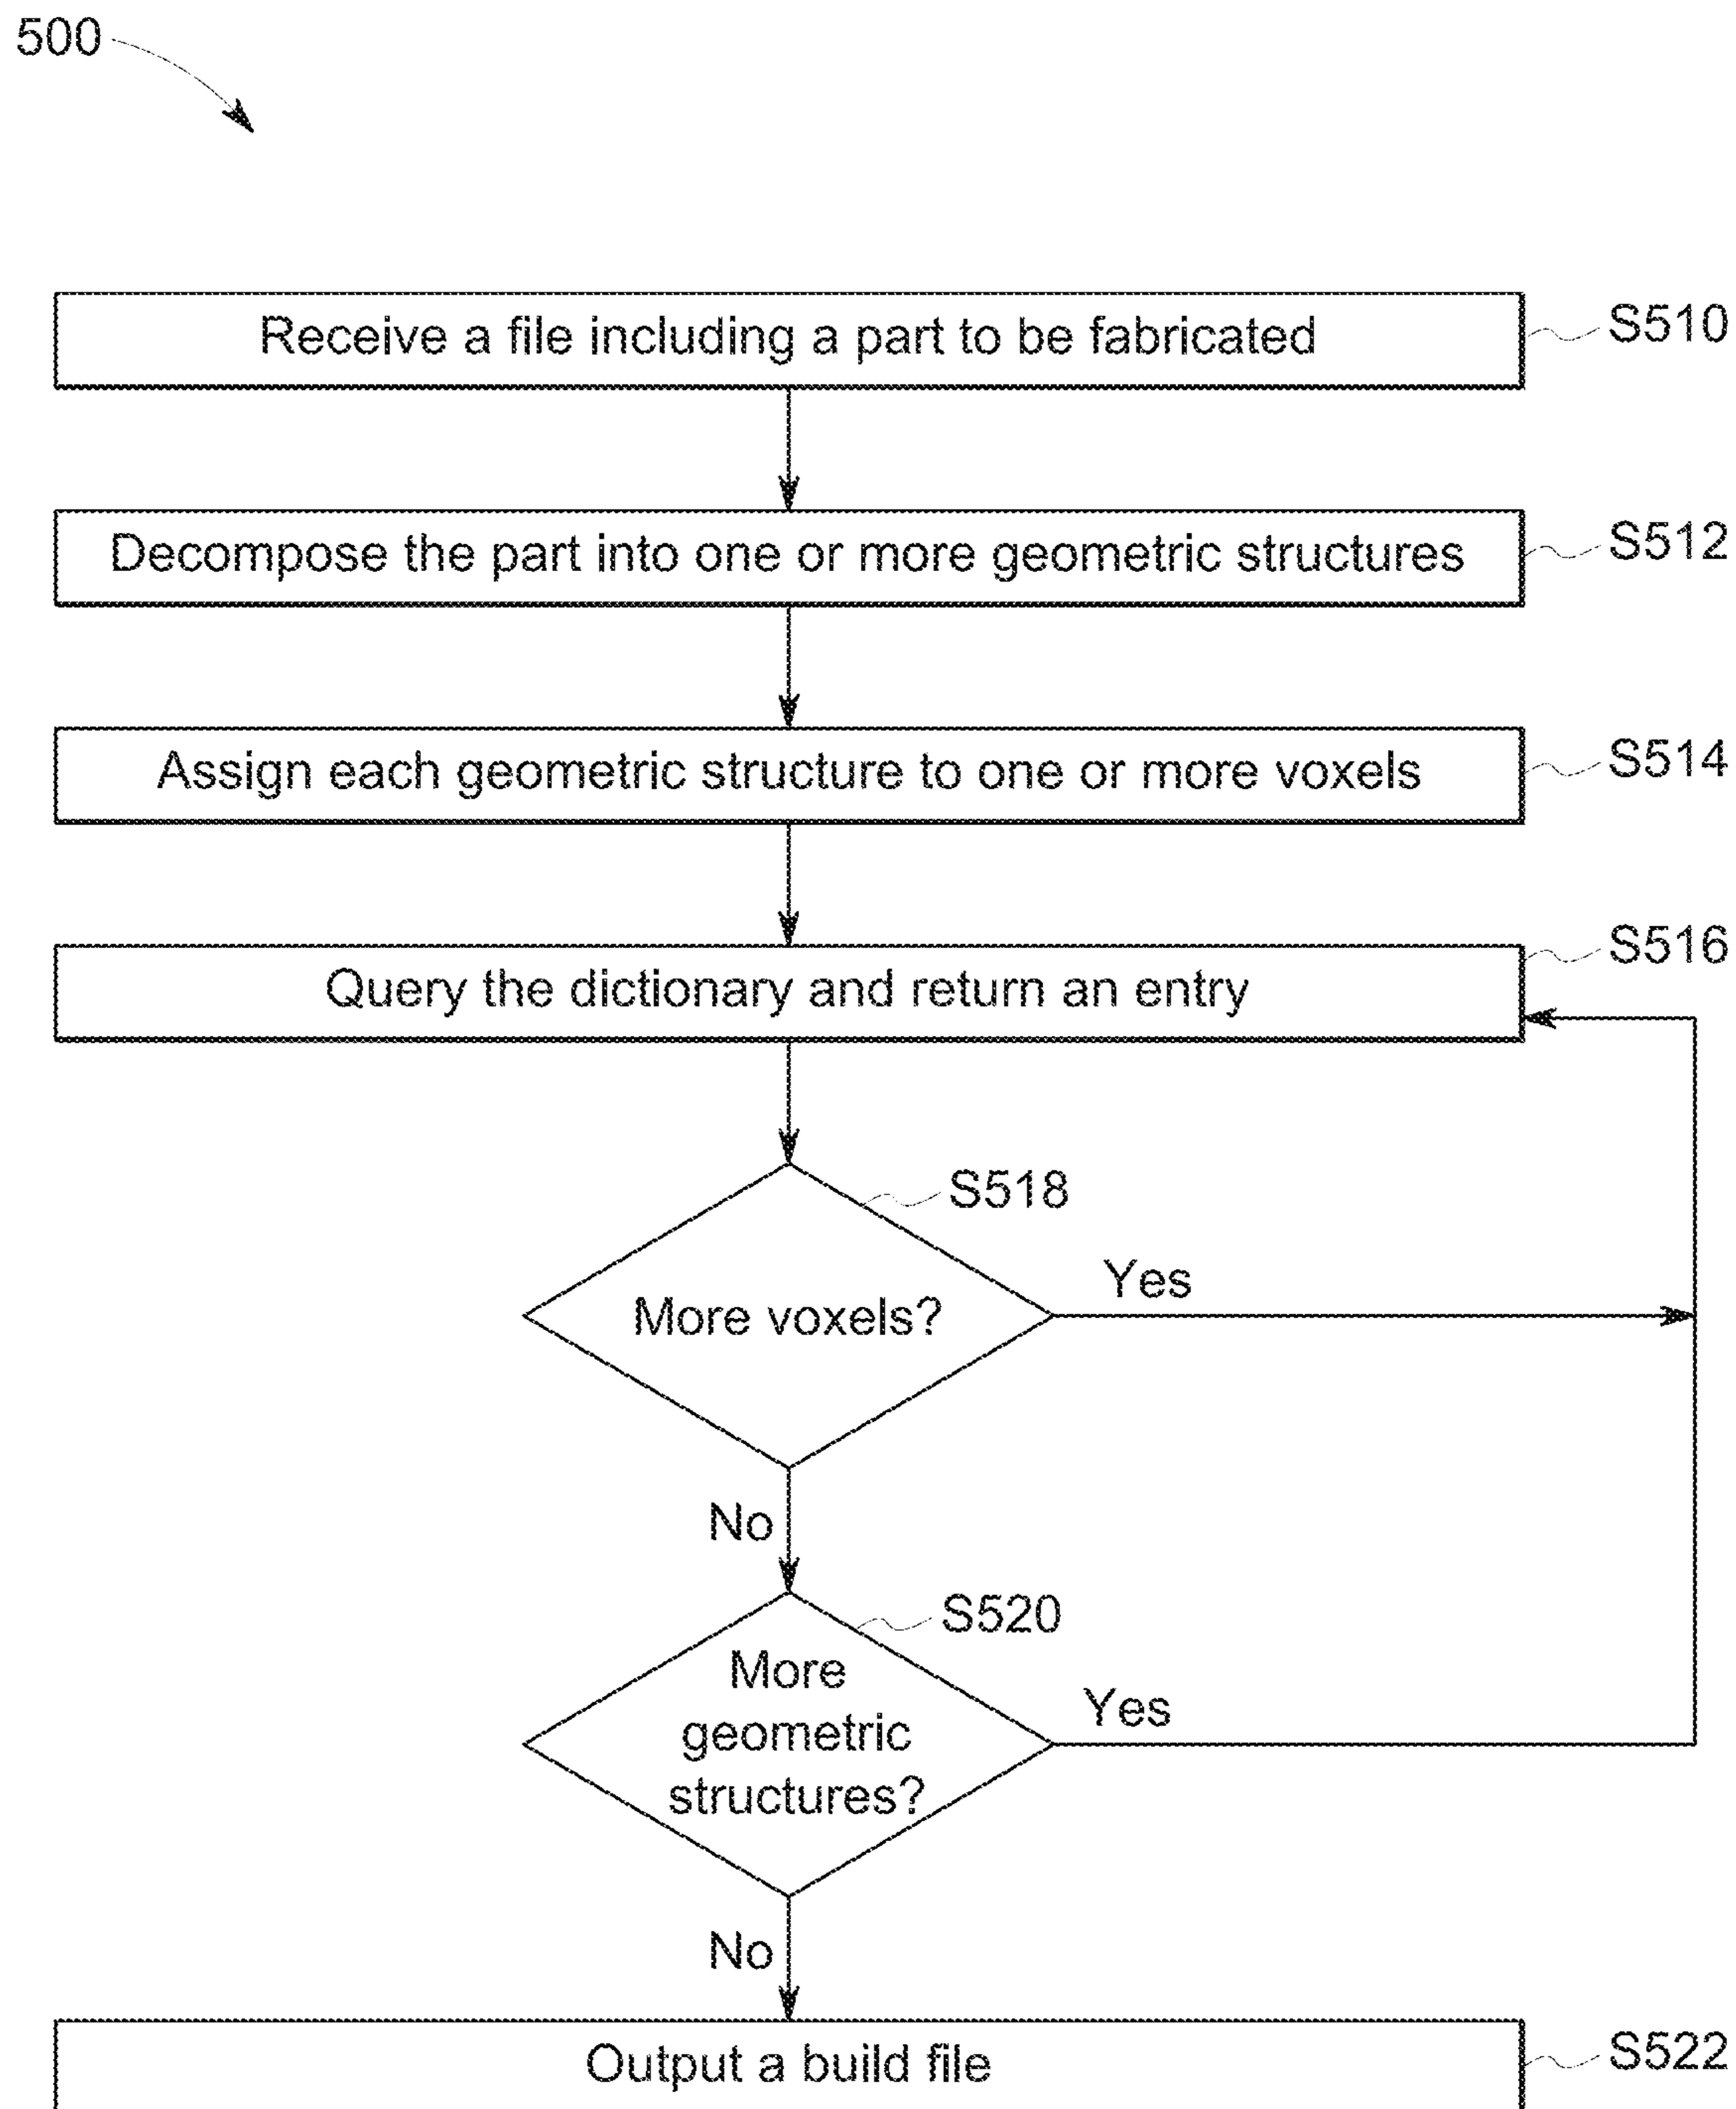 500
Receive a file including a part to be fabricated
S510
Decompose the part into one or more geometric structures
S512
Assign each geometric structure to one or more voxels
S514
Query the dictionary and return an entry
S516
S518
More voxels?
Yes
No
S520
More
geometric
structures?
Yes
No
Output a build file
S522